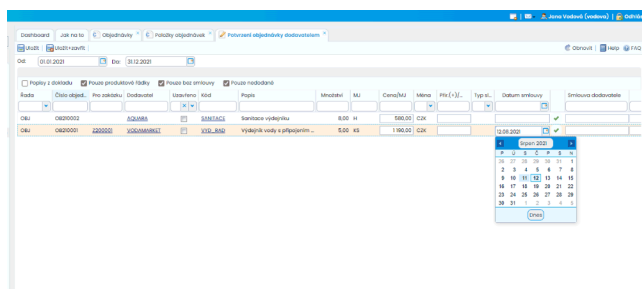 Jana Vodová (vodova) | Odhlás
Dashboard Jak na to Objednávky Položky objednávek Potvrzení objednávky dodavatelem
Uložit Uložit+zavřít Obnovit Help FAQ
Od: 01.01.2021 Do: 31.12.2021
Popisy z dokladu Pouze produktové řádky Pouze bez smlouvy Pouze nedodané
Řada Číslo objed... Pro zakázku Dodavatel Uzavřeno Kód Popis Množství MJ Cena/MJ Měna Přir.(+)/... Typ sl... Datum smlouvy Smlouva dodavatele
OBJ OB210002 AQUARA SANITACE Sanitace výdejníku 8,00 H 580,00 CZK
OBJ OB210001 Z200001 VODAMARKET VYD_RAD Výdejník vody s připojením ... 5,00 KS 1 190,00 CZK 12.08.2021
Srpen 2021
P Ú S Č P S N
26 27 28 29 30 31 1
2 3 4 5 6 7 8
9 10 11 12 13 14 15
16 17 18 19 20 21 22
23 24 25 26 27 28 29
30 31 1 2 3 4 5
Dnes